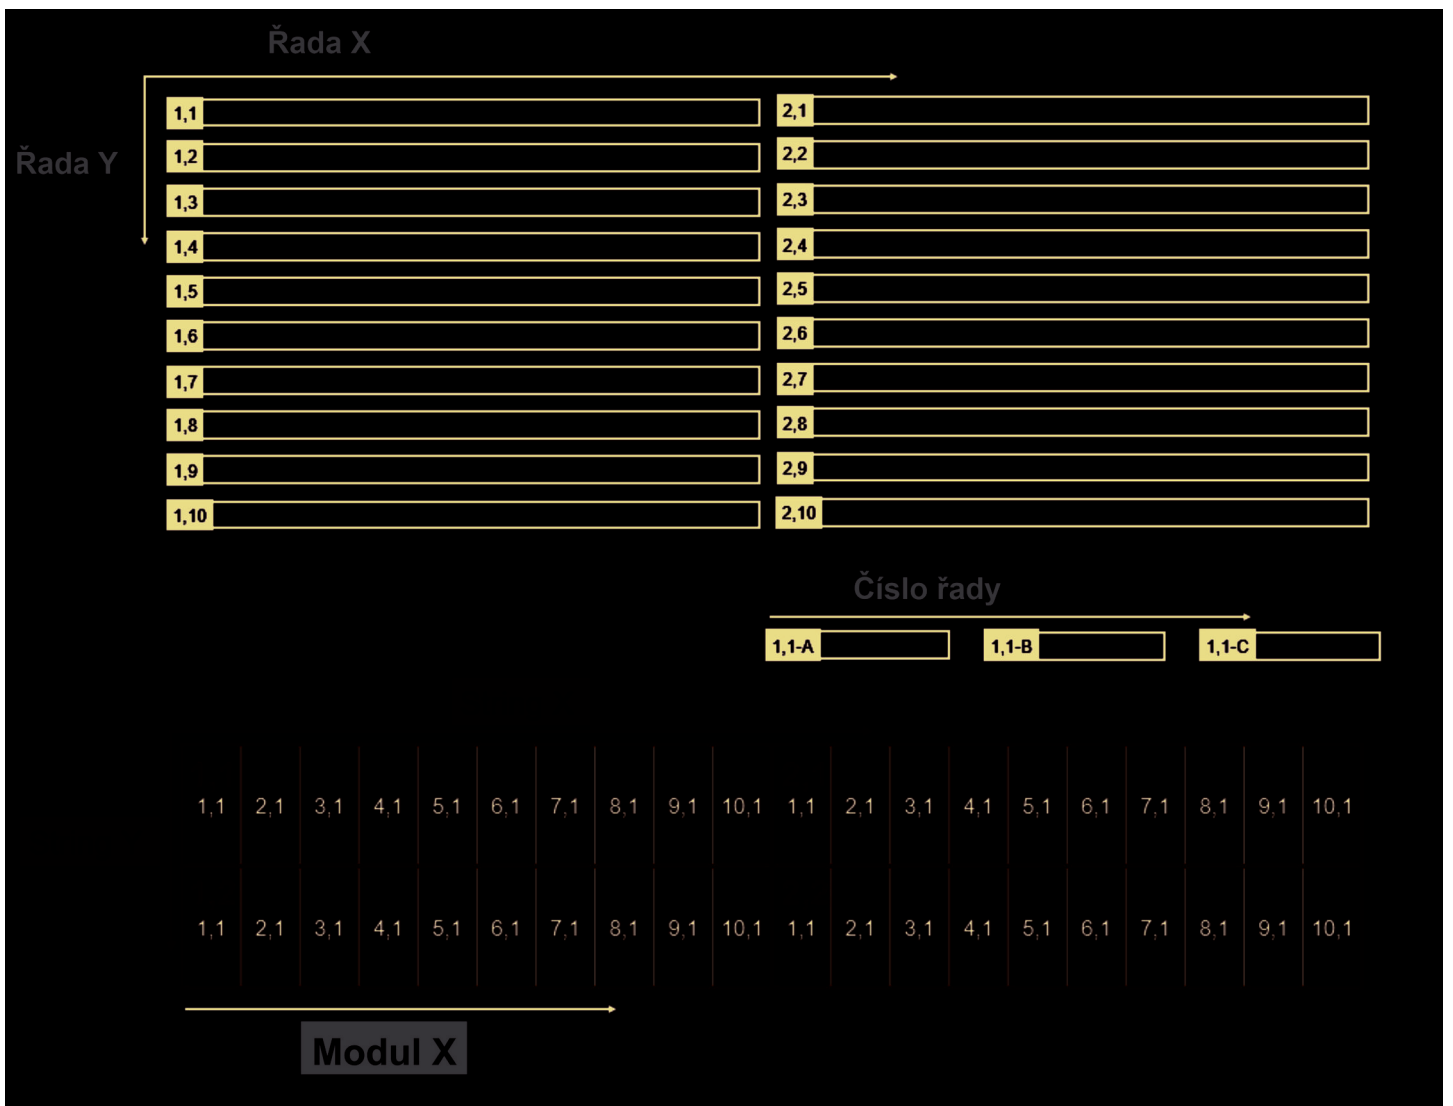 Řada X
Řada Y
1,1 2,1
1,2 2,2
1,3 2,3
1,4 2,4
1,5 2,5
1,6 2,6
1,7 2,7
1,8 2,8
1,9 2,9
1,10 2,10
Číslo řady
1,1-A 1,1-B 1,1-C
1,1 2,1 3,1 4,1 5,1 6,1 7,1 8,1 9,1 10,1 1,1 2,1 3,1 4,1 5,1 6,1 7,1 8,1 9,1 10,1
1,1 2,1 3,1 4,1 5,1 6,1 7,1 8,1 9,1 10,1 1,1 2,1 3,1 4,1 5,1 6,1 7,1 8,1 9,1 10,1
Modul X